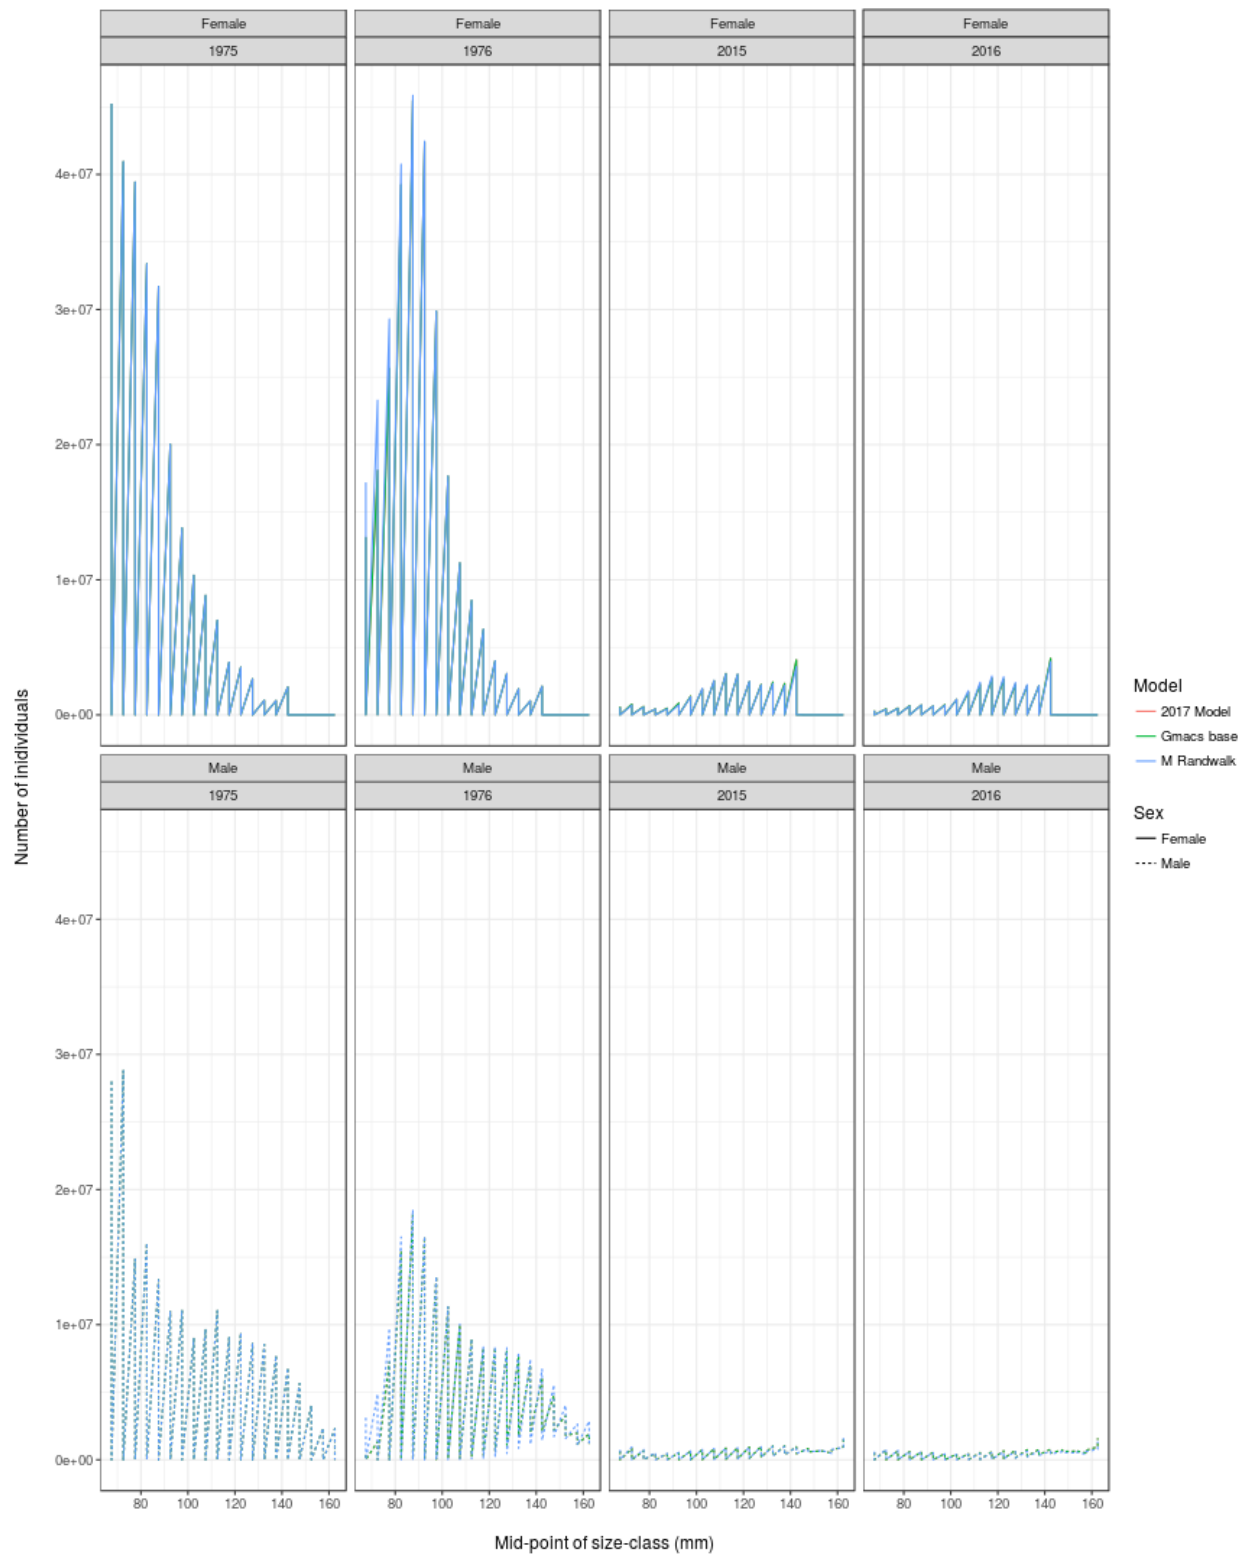 Female Female Female Female
1975 1976 2015 2016
4e+07
3e+07
2e+07
1e+07
0e+00
Number of inidividuals
Male Male Male Male
1975 1976 2015 2016
4e+07
3e+07
2e+07
1e+07
0e+00
80 100 120 140 160 80 100 120 140 160 80 100 120 140 160 80 100 120 140 160
Mid-point of size-class (mm)
Model
2017 Model
Gmacs base
M Randwalk
Sex
Female
Male